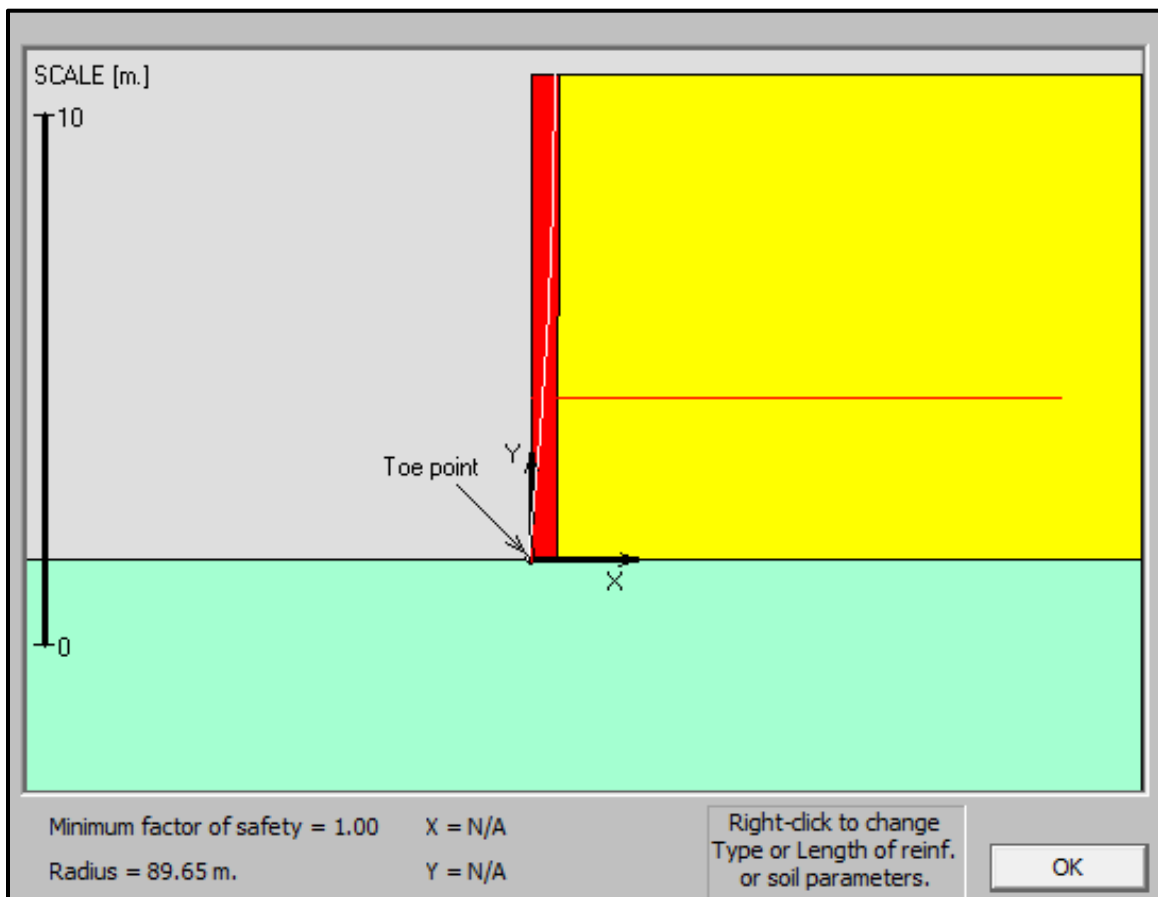 SCALE [m.]
10
Y
Toe point
X
0
Minimum factor of safety = 1.00
X = N/A
Radius = 89.65 m.
Y = N/A
Right-click to change
Type or Length of reinf.
or soil parameters.
OK